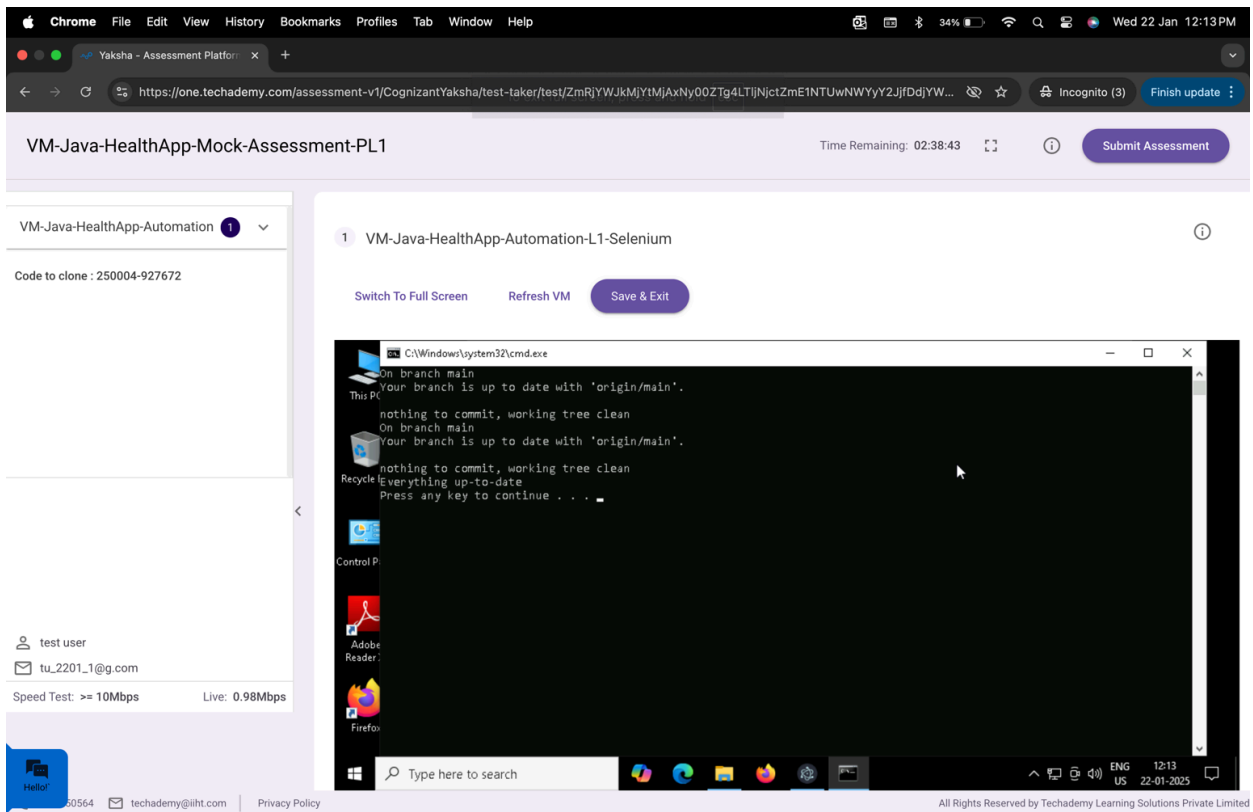 Chrome File Edit View History Bookmarks Profiles Tab Window Help 34% Wed 22 Jan 12:13 PM
Yaksha - Assessment Platform
https://one.techademy.com/assessment-v1/CognizantYaksha/test-taker/test/ Incognito (3) Finish update
VM-Java-HealthApp-Mock-Assessment-PL1 Time Remaining: 02:38:43 Submit Assessment
VM-Java-HealthApp-Automation 1
Code to clone : 250004-927672
1 VM-Java-HealthApp-Automation-L1-Selenium
Switch To Full Screen Refresh VM Save & Exit
C:\Windows\system32\cmd.exe
On branch main
Your branch is up to date with 'origin/main'.
nothing to commit, working tree clean
On branch main
Your branch is up to date with 'origin/main'.
nothing to commit, working tree clean
Everything up-to-date
Press any key to continue . . .
This PC
Recycle
Control P
Adobe
Reader
Firefox
Type here to search
ENG
US
12:13
22-01-2025
test user
tu_2201_1@g.com
Speed Test: >= 10Mbps Live: 0.98Mbps
Hello!
50564 techademy@iiht.com Privacy Policy All Rights Reserved by Techademy Learning Solutions Private Limited